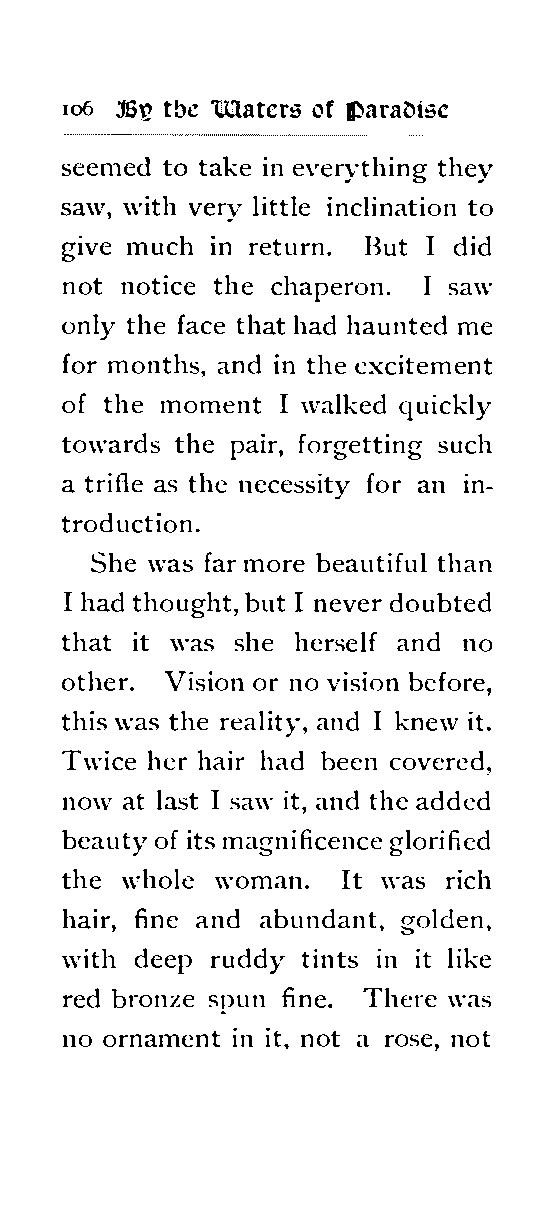 106 By the Waters of Paradise
seemed to take in everything they
saw, with very little inclination to
give much in return. But I did
not notice the chaperon. I saw
only the face that had haunted me
for months, and in the excitement
of the moment I walked quickly
towards the pair, forgetting such
a trifle as the necessity for an in-
troduction.
She was far more beautiful than
I had thought, but I never doubted
that it was she herself and no
other. Vision or no vision before,
this was the reality, and I knew it.
Twice her hair had been covered,
now at last I saw it, and the added
beauty of its magnificence glorified
the whole woman. It was rich
hair, fine and abundant, golden,
with deep ruddy tints in it like
red bronze spun fine. There was
no ornament in it, not a rose, not